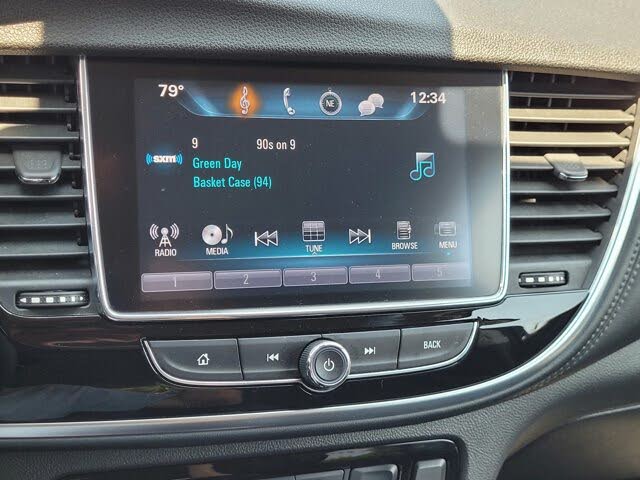 79° NE 12:34
9 90s on 9
((sxm))
Green Day
Basket Case (94)
RADIO MEDIA TUNE BROWSE MENU
1 2 3 4 5
BACK